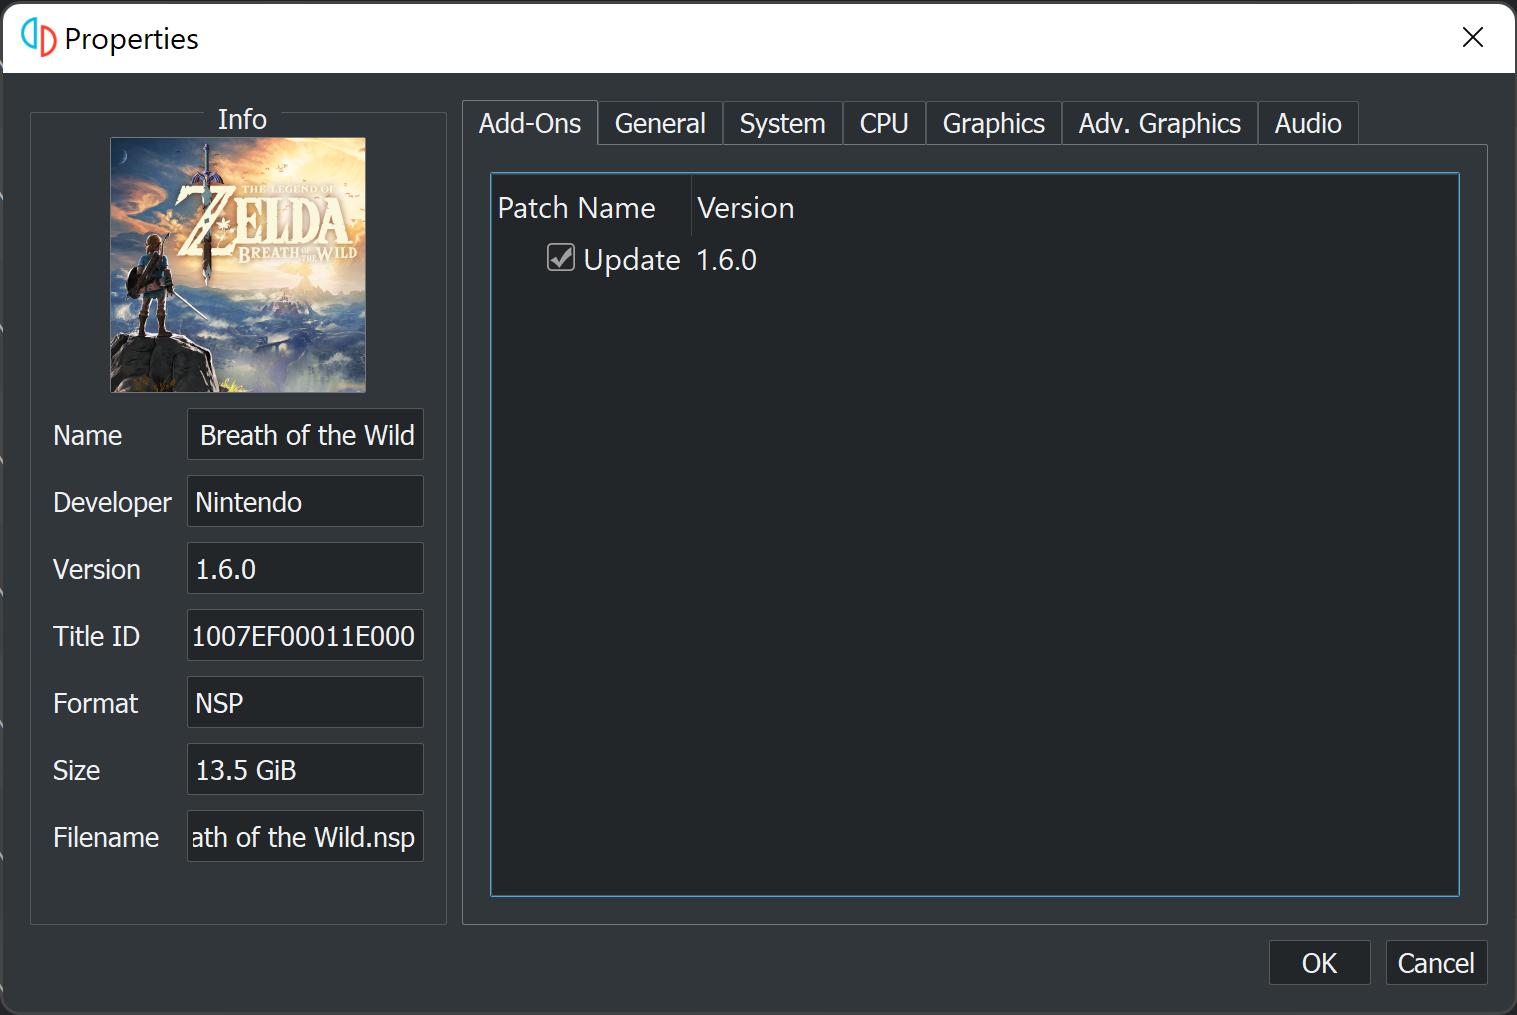 Properties
Info
THE LEGEND OF
ZELDA
BREATH OF THE WILD
Name
Breath of the Wild
Developer
Nintendo
Version
1.6.0
Title ID
1007EF00011E000
Format
NSP
Size
13.5 GiB
Filename
ath of the Wild.nsp
Add-Ons
General
System
CPU
Graphics
Adv. Graphics
Audio
Patch Name
Version
Update
1.6.0
OK
Cancel